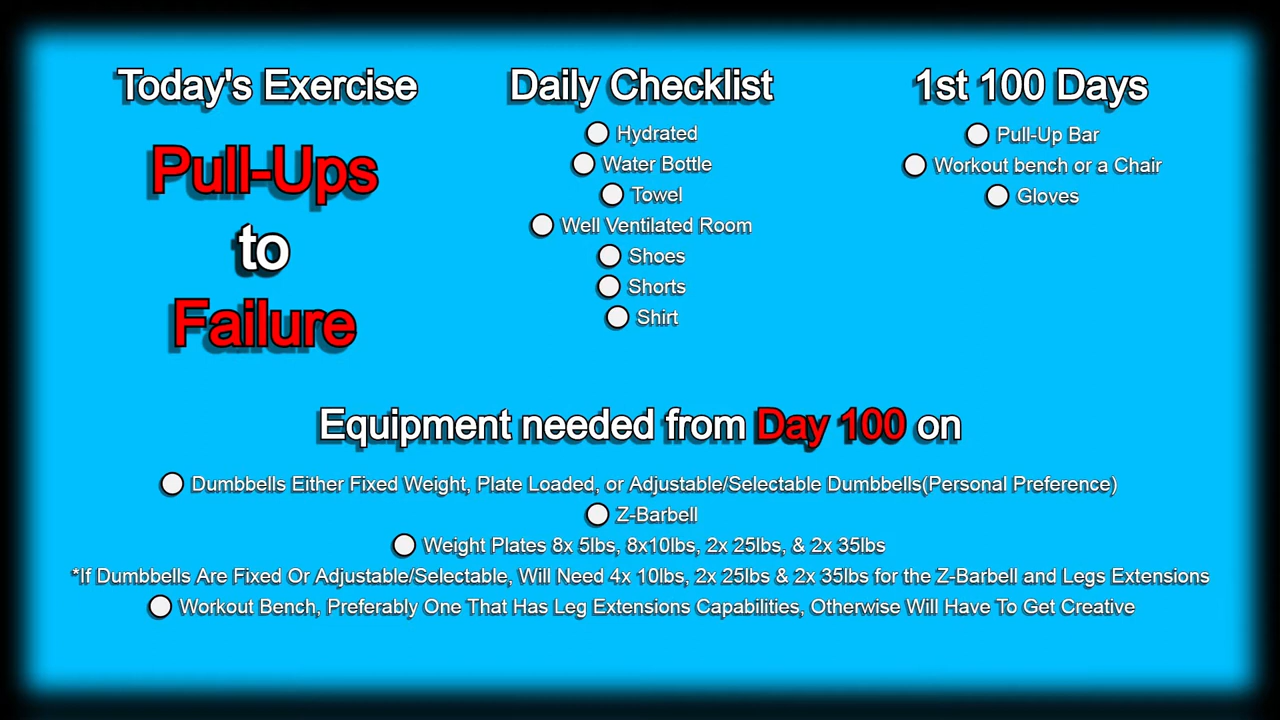 Today's Exercise
Pull-Ups
to
Failure
Daily Checklist
Hydrated
Water Bottle
Towel
Well Ventilated Room
Shoes
Shorts
Shirt
1st 100 Days
Pull-Up Bar
Workout bench or a Chair
Gloves
Equipment needed from Day 100 on
Dumbbells Either Fixed Weight, Plate Loaded, or Adjustable/Selectable Dumbbells(Personal Preference)
Z-Barbell
Weight Plates 8x 5lbs, 8x10lbs, 2x 25lbs, & 2x 35lbs
*If Dumbbells Are Fixed Or Adjustable/Selectable, Will Need 4x 10lbs, 2x 25lbs & 2x 35lbs for the Z-Barbell and Legs Extensions
Workout Bench, Preferably One That Has Leg Extensions Capabilities, Otherwise Will Have To Get Creative